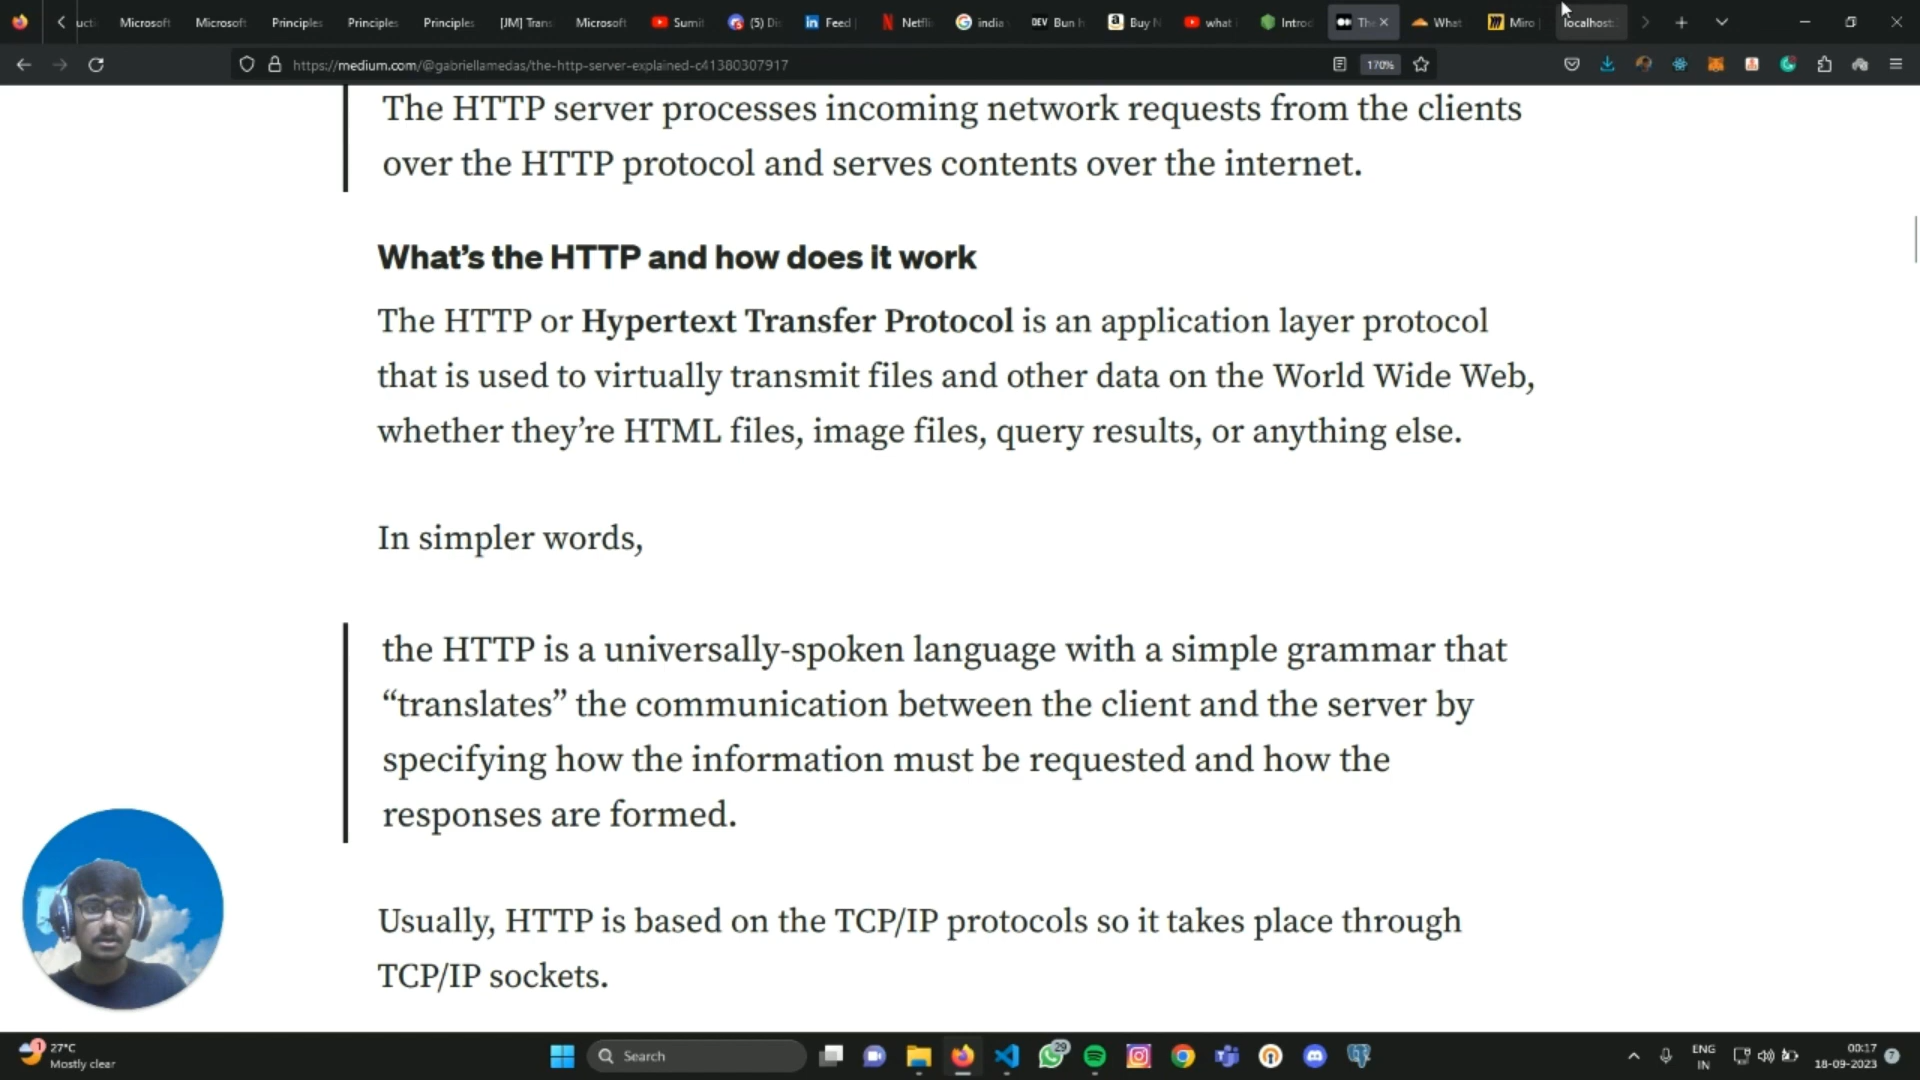 ucti
Microsoft
Microsoft
Principles
Principles
Principles
[JM] Trans
Microsoft
Sumit
(5) Di
Feed
Netfli
india
DEV Bun h
Buy N
what i
Introd
The
What
Miro
localhost:
https://medium.com/@gabriellamedas/the-http-server-explained-c41380307917
170%
The HTTP server processes incoming network requests from the clients
over the HTTP protocol and serves contents over the internet.
What’s the HTTP and how does it work
The HTTP or Hypertext Transfer Protocol is an application layer protocol
that is used to virtually transmit files and other data on the World Wide Web,
whether they’re HTML files, image files, query results, or anything else.
In simpler words,
the HTTP is a universally-spoken language with a simple grammar that
“translates” the communication between the client and the server by
specifying how the information must be requested and how the
responses are formed.
Usually, HTTP is based on the TCP/IP protocols so it takes place through
TCP/IP sockets.
1
27°C
Mostly clear
Search
29
ENG
IN
00:17
18-09-2023
7